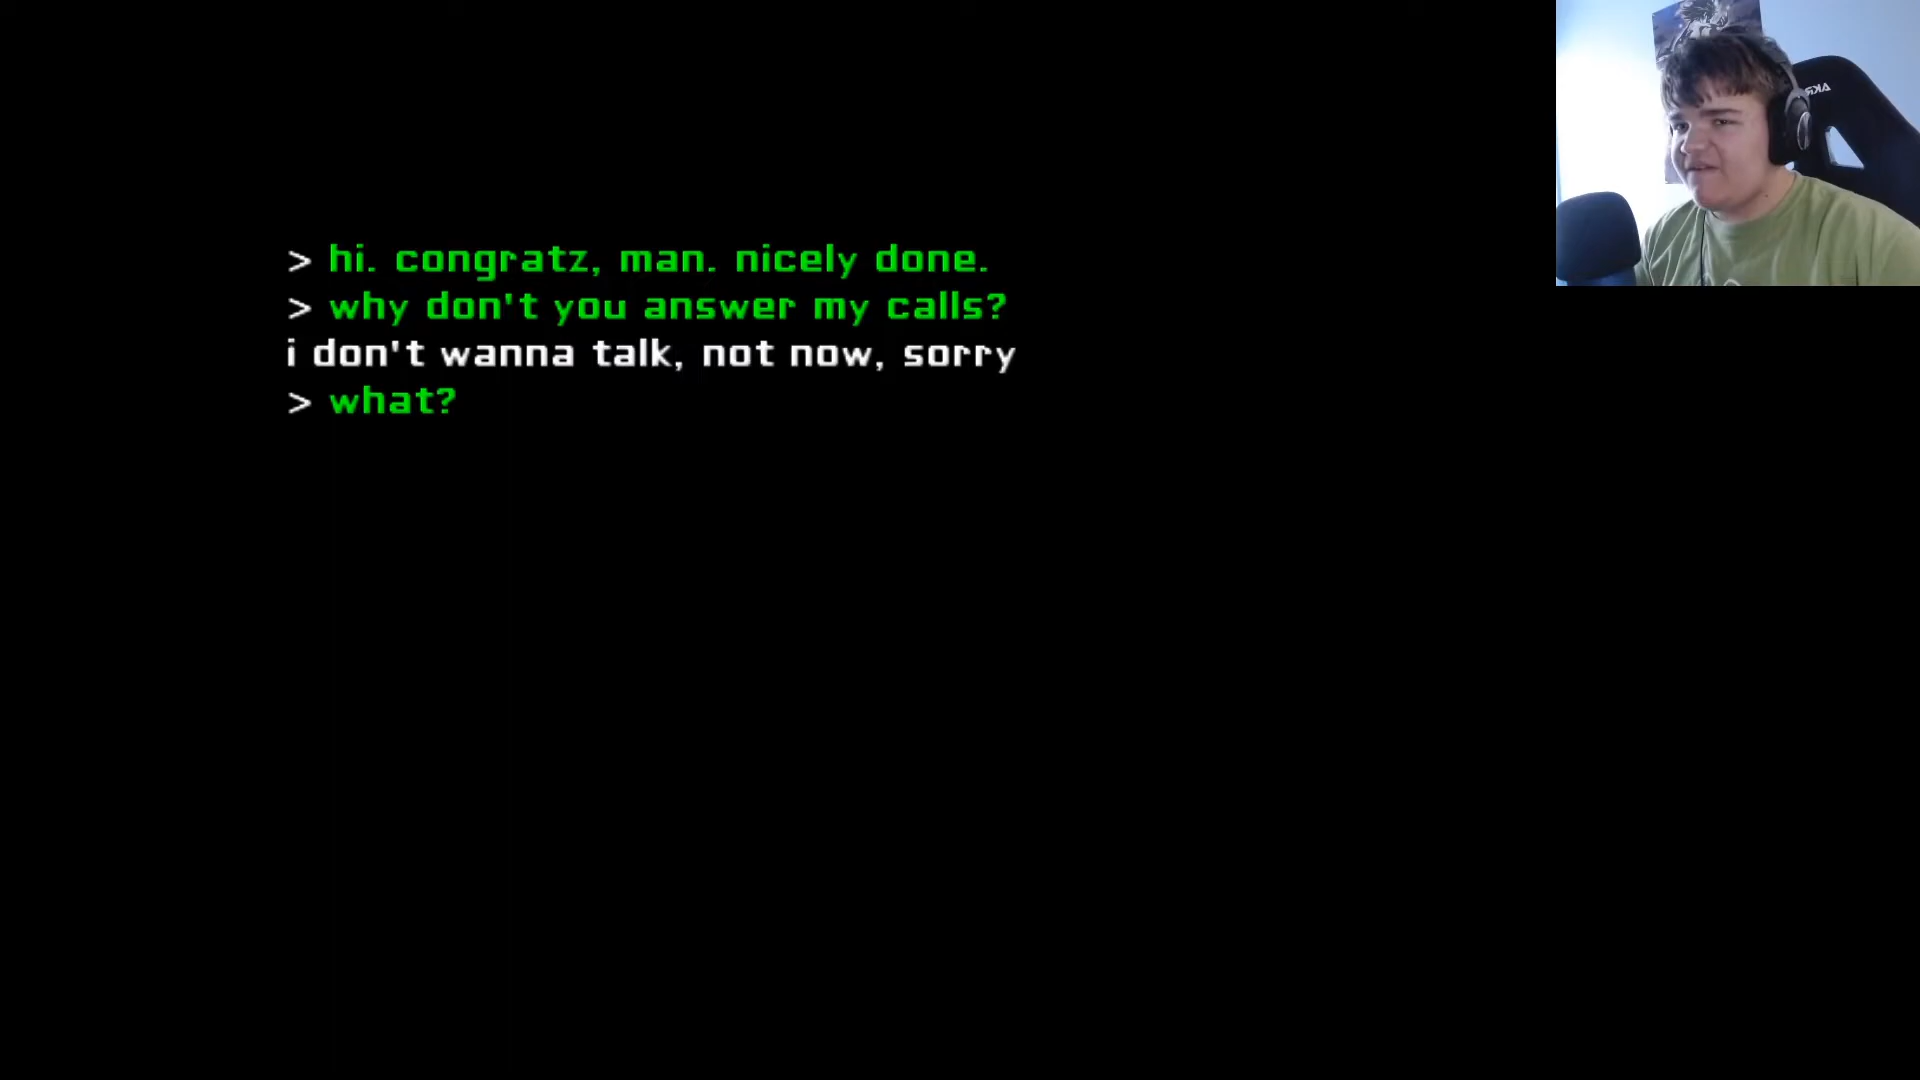 > hi. congratz, man. nicely done.
> why don't you answer my calls?
i don't wanna talk, not now, sorry
> what?